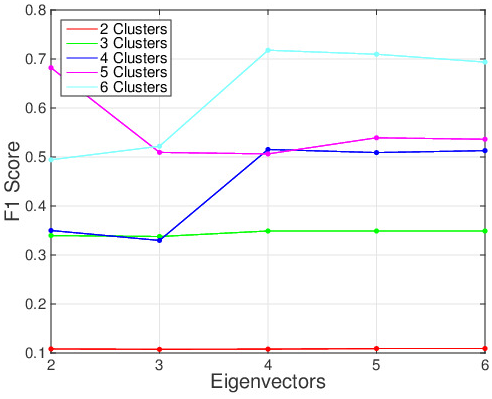 0.8
0.7
0.6
0.5
0.4
0.3
0.2
0.1
F1 Score
2 Clusters
3 Clusters
4 Clusters
5 Clusters
6 Clusters
2 3 4 5 6
Eigenvectors